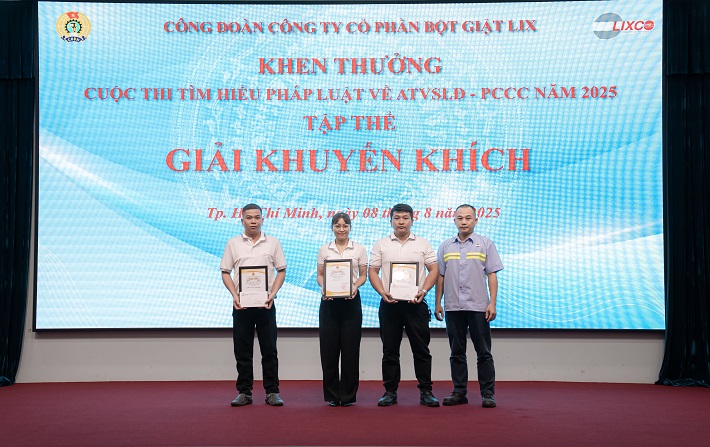 CÔNG ĐOÀN CÔNG TY CỔ PHẦN BỘT GIẶT LIX
LIXCO
KHEN THƯỞNG
CUỘC THI TÌM HIỂU PHÁP LUẬT VỀ ATVSLĐ - PCCC NĂM 2025
TẬP THỂ
GIẢI KHUYẾN KHÍCH
Tp. Hồ Chí Minh, ngày 08 tháng 8 năm 2025